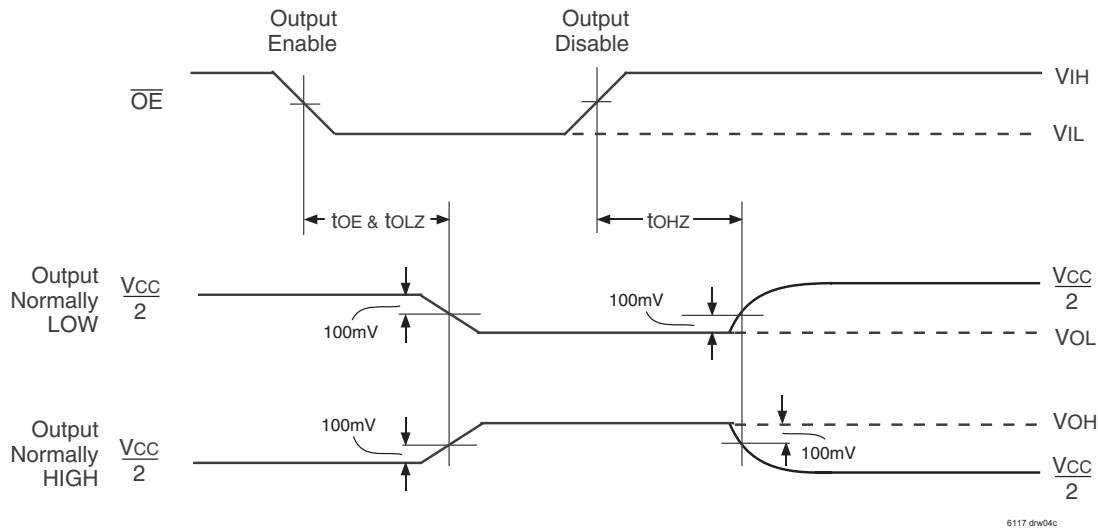 Output
Enable
Output
Disable
OE
VIH
VIL
tOE & tOLZ
tOHZ
Output
Normally
LOW
VCC
2
100mV
100mV
VCC
2
VOL
Output
Normally
HIGH
VCC
2
100mV
100mV
VOH
VCC
2
6117 drw04c